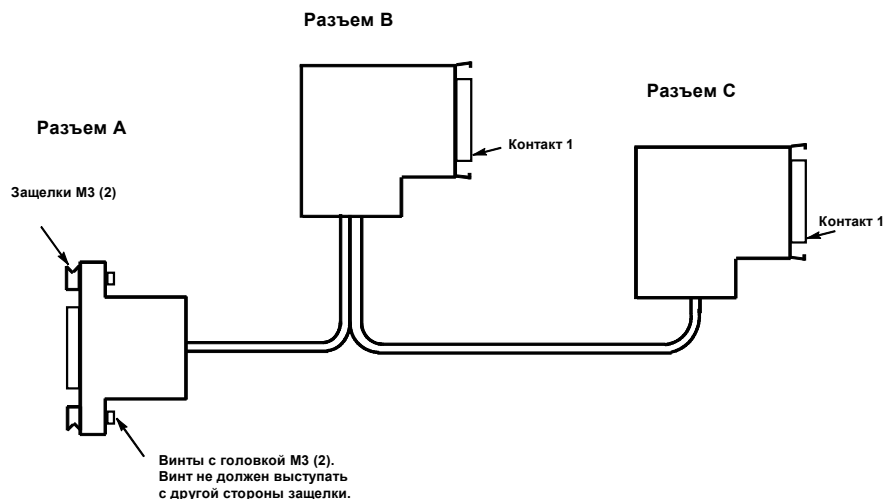 Разъем B
Разъем C
Разъем A
Контакт 1
Защелки М3 (2)
Контакт 1
Винты с головкой М3 (2).
Винт не должен выступать
с другой стороны защелки.